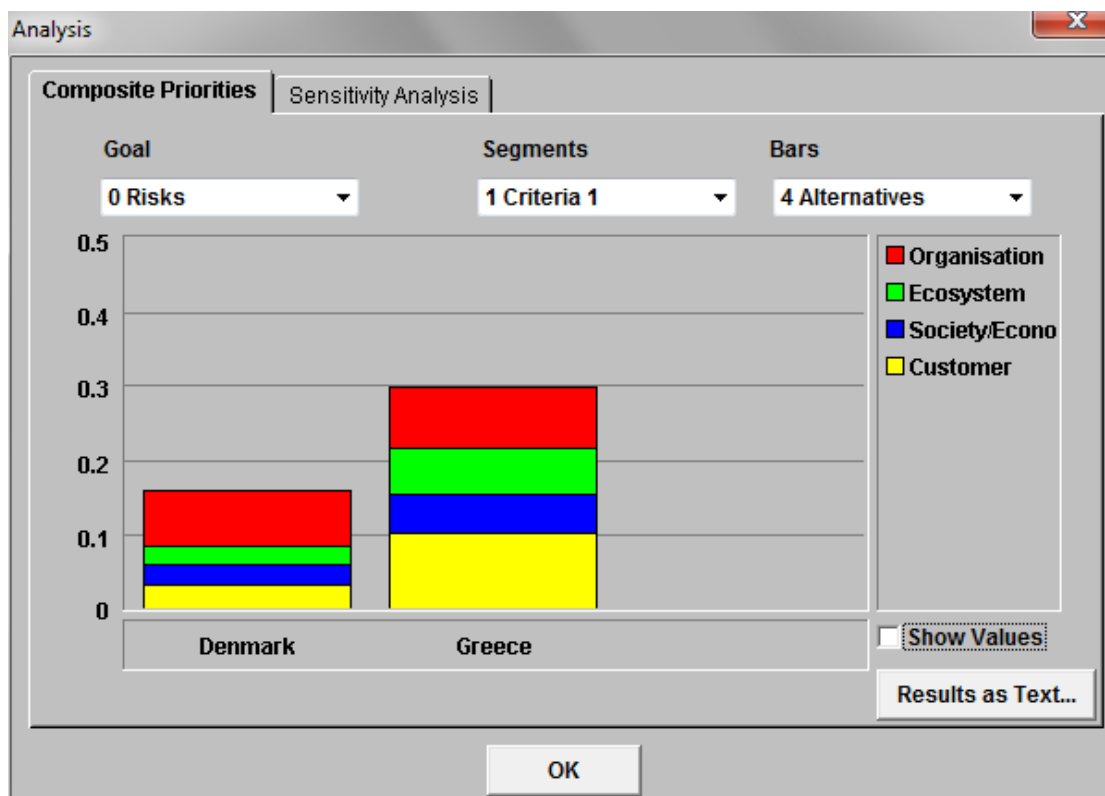 Analysis
X
Composite Priorities
Sensitivity Analysis
Goal
Segments
Bars
0 Risks
1 Criteria 1
4 Alternatives
0.5
0.4
0.3
0.2
0.1
0
Organisation
Ecosystem
Society/Econo
Customer
Denmark
Greece
Show Values
Results as Text...
OK